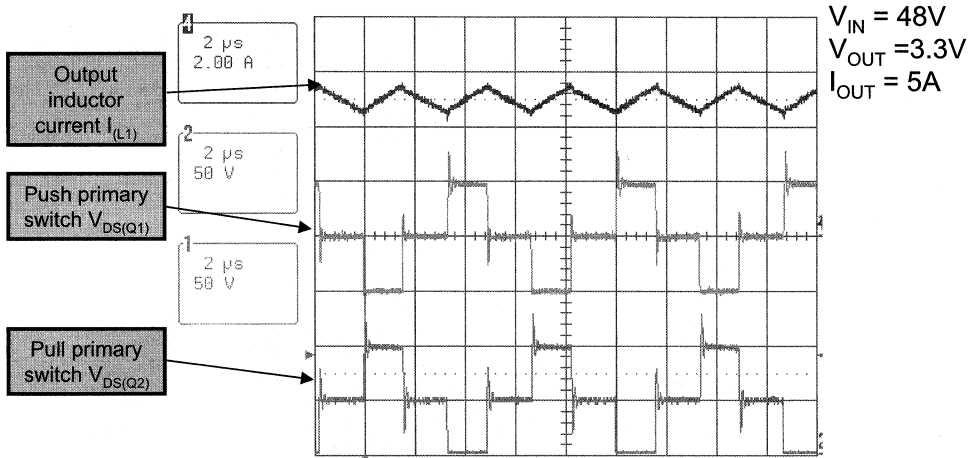 4
2 µs
2.00 A
Output
inductor
current I(L1)
2
2 µs
50 V
Push primary
switch VDS(Q1)
1
2 µs
50 V
Pull primary
switch VDS(Q2)
VIN = 48V
VOUT =3.3V
IOUT = 5A